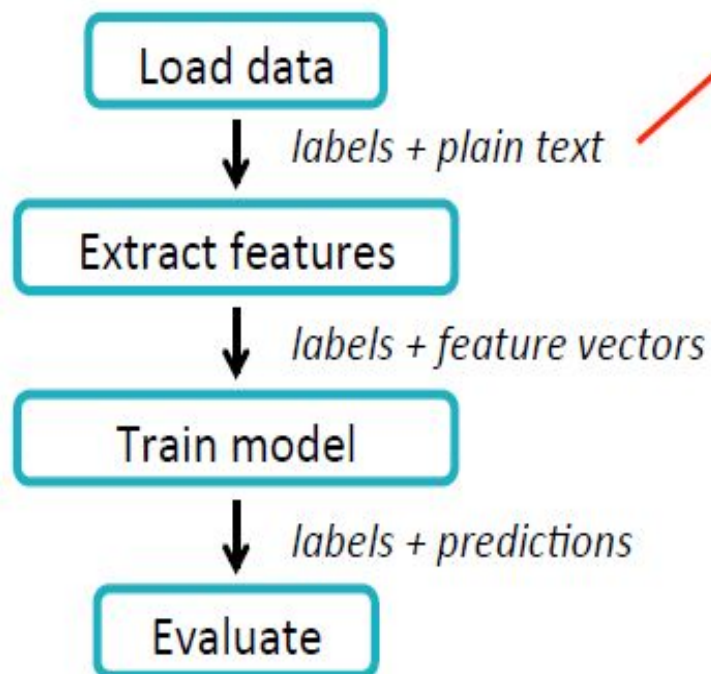 Load data
labels + plain text
Extract features
labels + feature vectors
Train model
labels + predictions
Evaluate